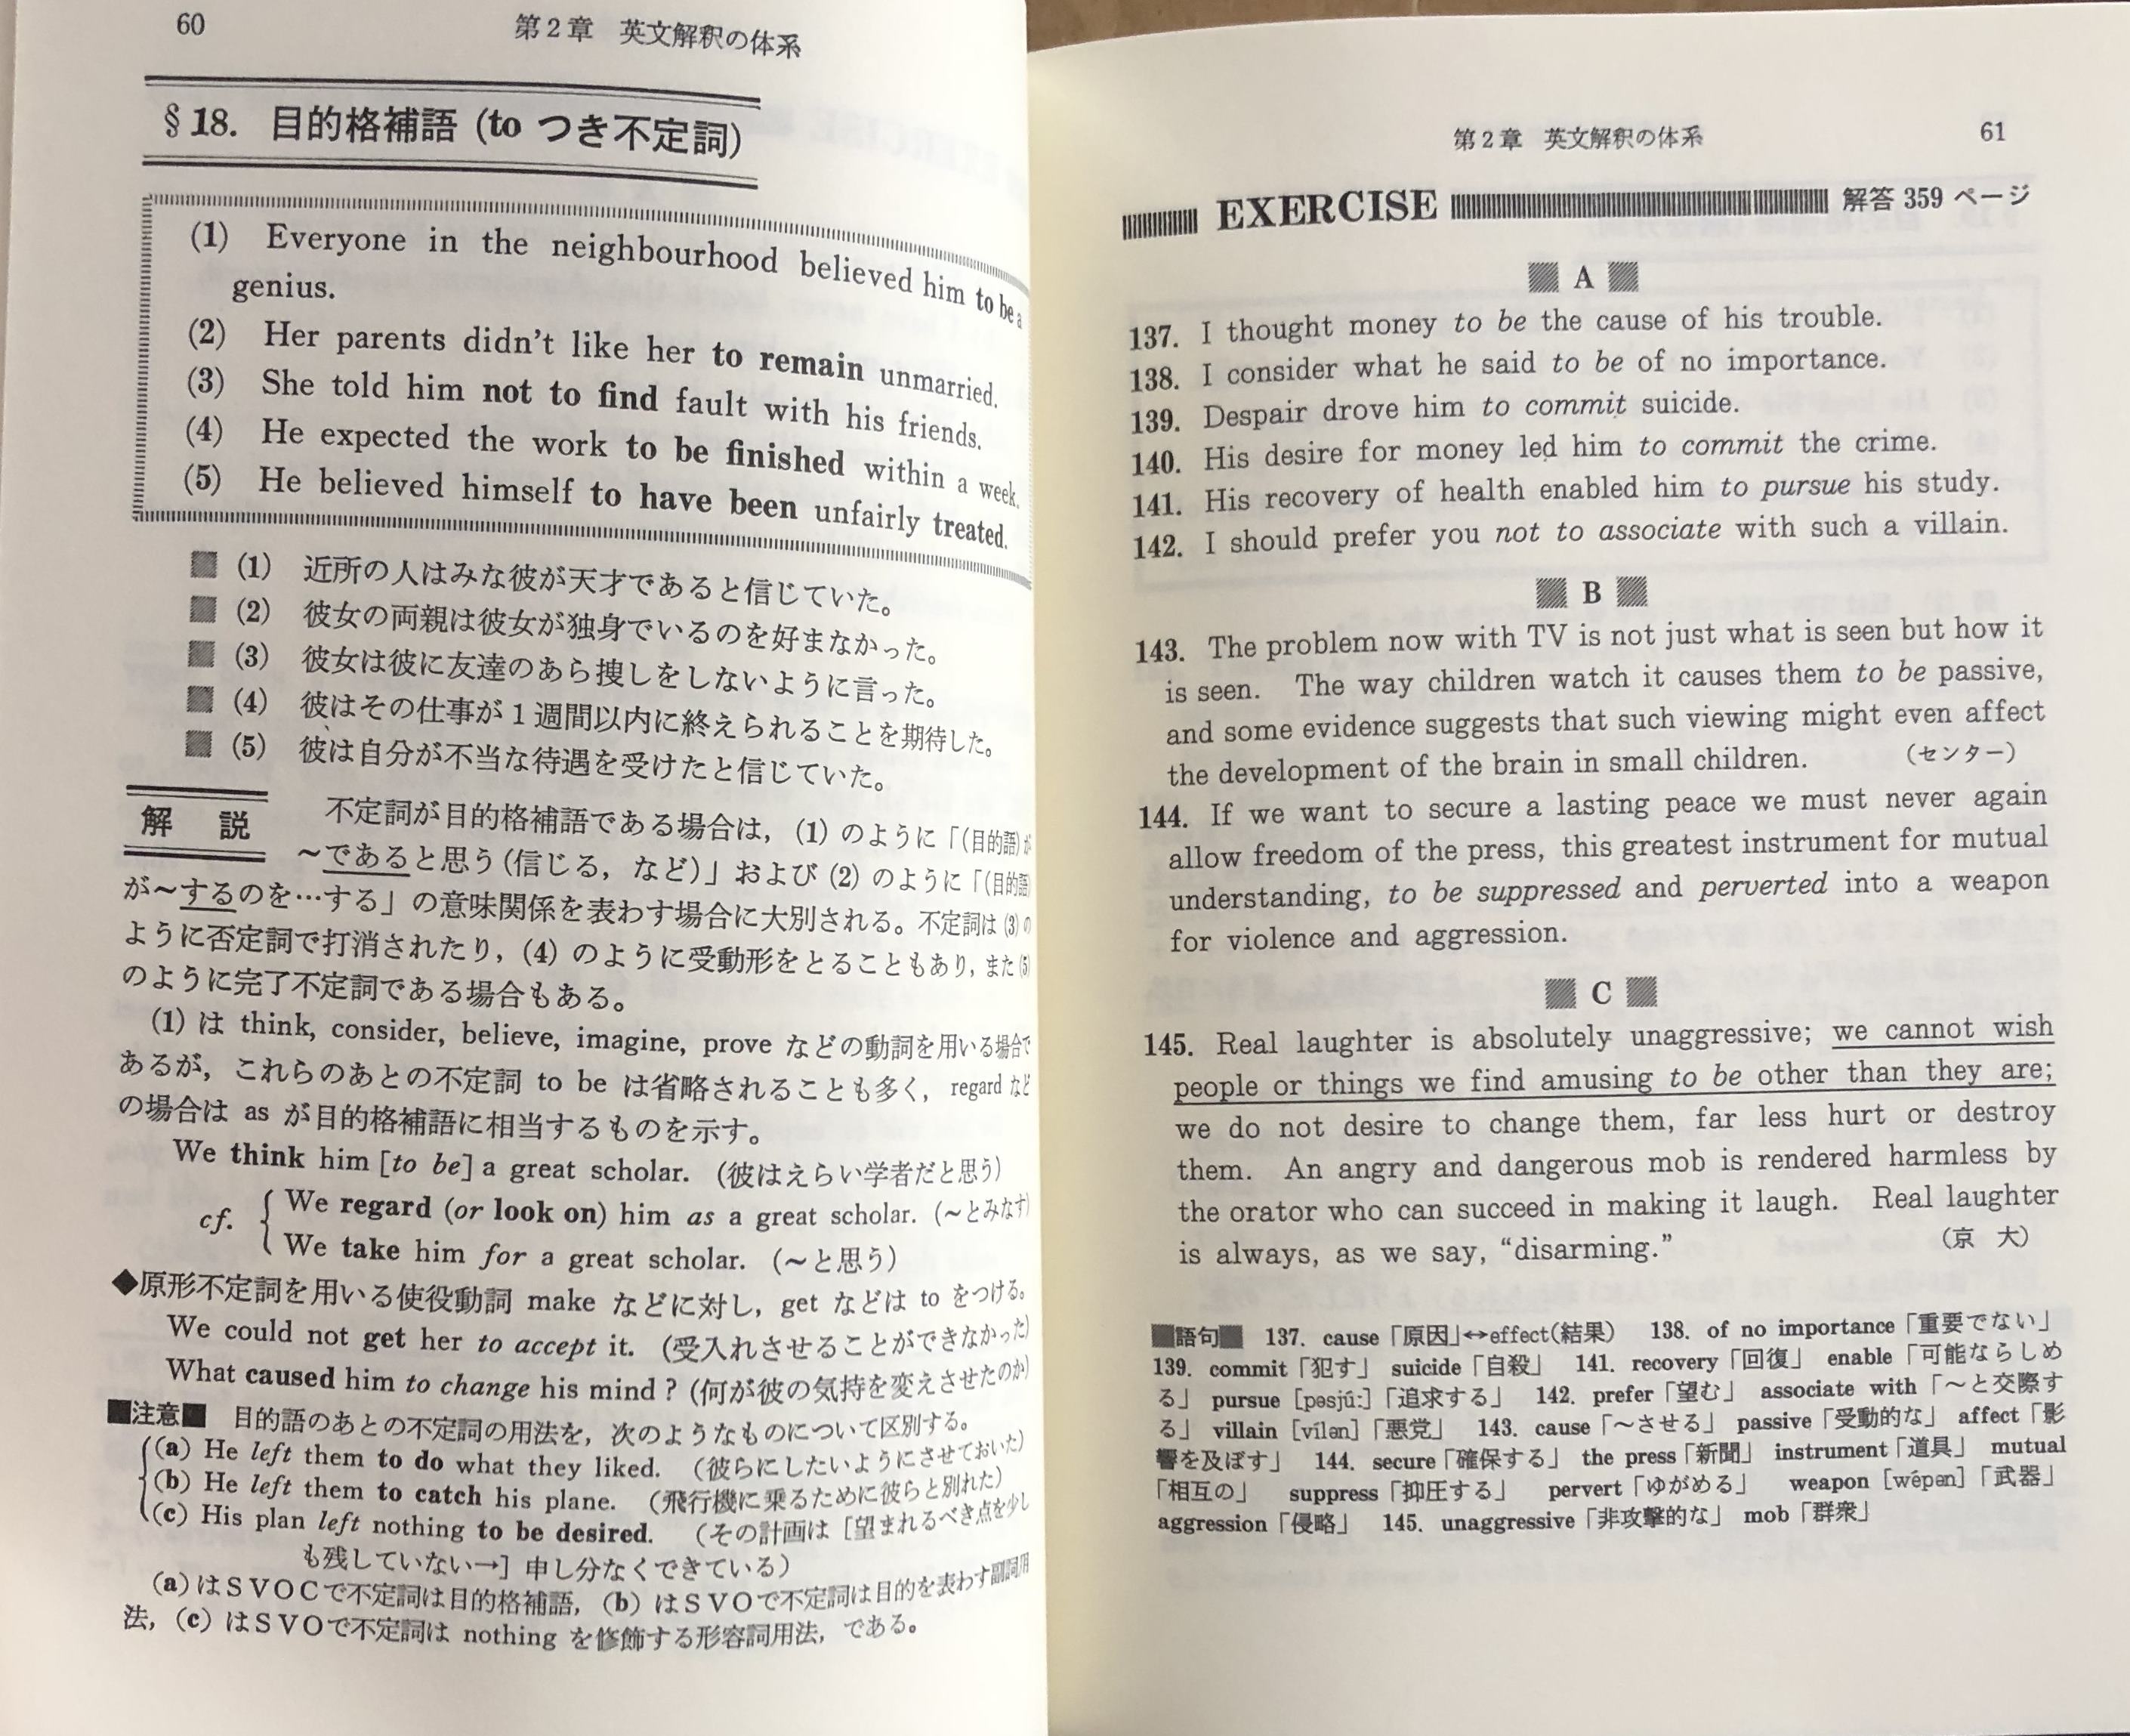 60
第2章 英文解釈の体系
§18. 目的格補語 (to つき不定詞)
(1) Everyone in the neighbourhood believed him to be a
genius.
(2) Her parents didn't like her to remain unmarried.
(3) She told him not to find fault with his friends.
(4) He expected the work to be finished within a week.
(5) He believed himself to have been unfairly treated.
(1) 近所の人はみな彼が天才であると信じていた。
(2) 彼女の両親は彼女が独身でいるのを好まなかった。
(3) 彼女は彼に友達のあら捜しをしないように言った。
(4) 彼はその仕事が1週間以内に終えられることを期待した。
(5) 彼は自分が不当な待遇を受けたと信じていた。
解説 不定詞が目的格補語である場合は, (1) のように「(目的語)が
~であると思う(信じる, など)」および (2) のように「(目的語)
が~するのを…する」の意味関係を表わす場合に大別される。不定詞は (3) の
ように否定詞で打消されたり, (4) のように受動形をとることもあり, また (5)
のように完了不定詞である場合もある。
(1) は think, consider, believe, imagine, prove などの動詞を用いる場合で
あるが, これらのあとの不定詞 to be は省略されることも多く, regard など
の場合は as が目的格補語に相当するものを示す。
We think him [to be] a great scholar. (彼はえらい学者だと思う)
cf. { We regard (or look on) him as a great scholar. (~とみなす)
We take him for a great scholar. (~と思う)
◆原形不定詞を用いる使役動詞 make などに対し, get などは to をつける。
We could not get her to accept it. (受入れさせることができなかった)
What caused him to change his mind? (何が彼の気持を変えさせたのか)
■注意■ 目的語のあとの不定詞の用法を, 次のようなものについて区別する。
(a) He left them to do what they liked. (彼らにしたいようにさせておいた)
(b) He left them to catch his plane. (飛行機に乗るために彼らと別れた)
(c) His plan left nothing to be desired. (その計画は [望まれるべき点を少し
も残していない→] 申し分なくできている)
(a)はSVOCで不定詞は目的格補語, (b) はSVOで不定詞は目的を表わす副詞用
法, (c) はSVOで不定詞は nothing を修飾する形容詞用法, である。
第2章 英文解釈の体系
61
EXERCISE 解答 359 ページ
A
137. I thought money to be the cause of his trouble.
138. I consider what he said to be of no importance.
139. Despair drove him to commit suicide.
140. His desire for money led him to commit the crime.
141. His recovery of health enabled him to pursue his study.
142. I should prefer you not to associate with such a villain.
B
143. The problem now with TV is not just what is seen but how it
is seen. The way children watch it causes them to be passive,
and some evidence suggests that such viewing might even affect
the development of the brain in small children. (センター)
144. If we want to secure a lasting peace we must never again
allow freedom of the press, this greatest instrument for mutual
understanding, to be suppressed and perverted into a weapon
for violence and aggression.
C
145. Real laughter is absolutely unaggressive; we cannot wish
people or things we find amusing to be other than they are;
we do not desire to change them, far less hurt or destroy
them. An angry and dangerous mob is rendered harmless by
the orator who can succeed in making it laugh. Real laughter
is always, as we say, "disarming." (京 大)
■語句■ 137. cause「原因」↔effect(結果) 138. of no importance「重要でない」
139. commit「犯す」 suicide「自殺」 141. recovery「回復」 enable「可能ならしめ
る」 pursue [pəsjúː]「追求する」 142. prefer「望む」 associate with「~と交際す
る」 villain [vílən]「悪党」 143. cause「~させる」 passive「受動的な」 affect「影
響を及ぼす」 144. secure「確保する」 the press「新聞」 instrument「道具」 mutual
「相互の」 suppress「抑圧する」 pervert「ゆがめる」 weapon [wépən]「武器」
aggression「侵略」 145. unaggressive「非攻撃的な」 mob「群衆」